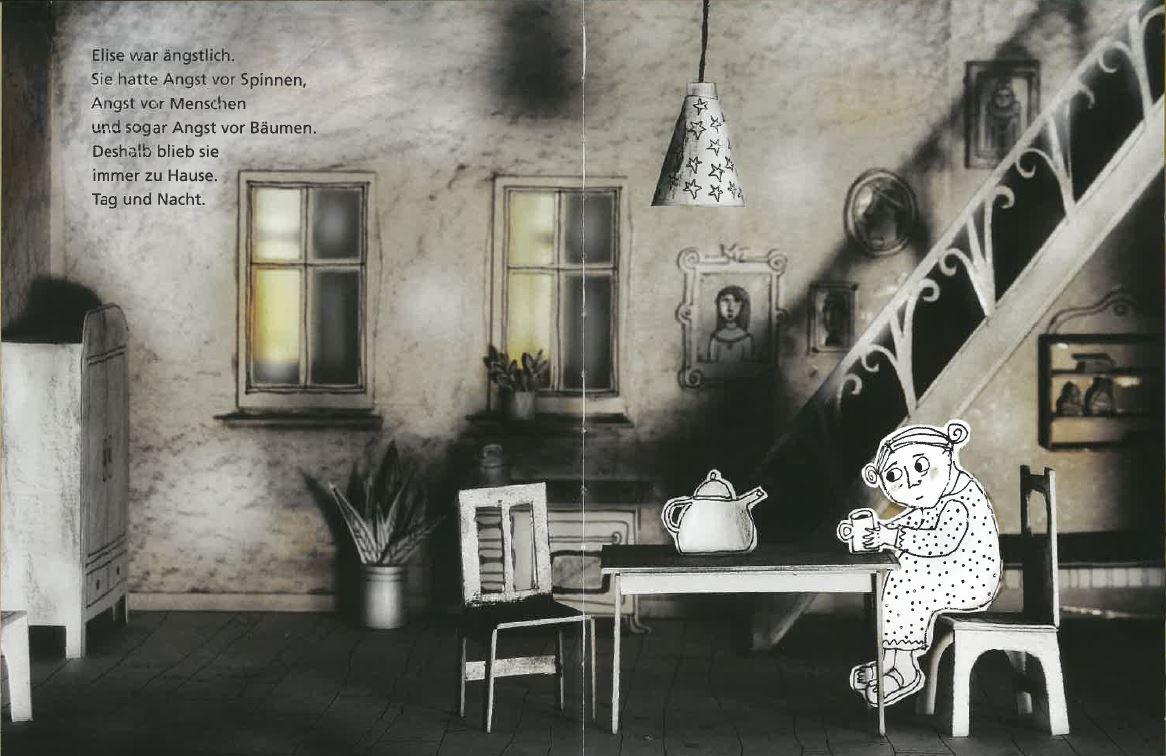 Elise war ängstlich.
Sie hatte Angst vor Spinnen,
Angst vor Menschen
und sogar Angst vor Bäumen.
Deshalb blieb sie
immer zu Hause.
Tag und Nacht.